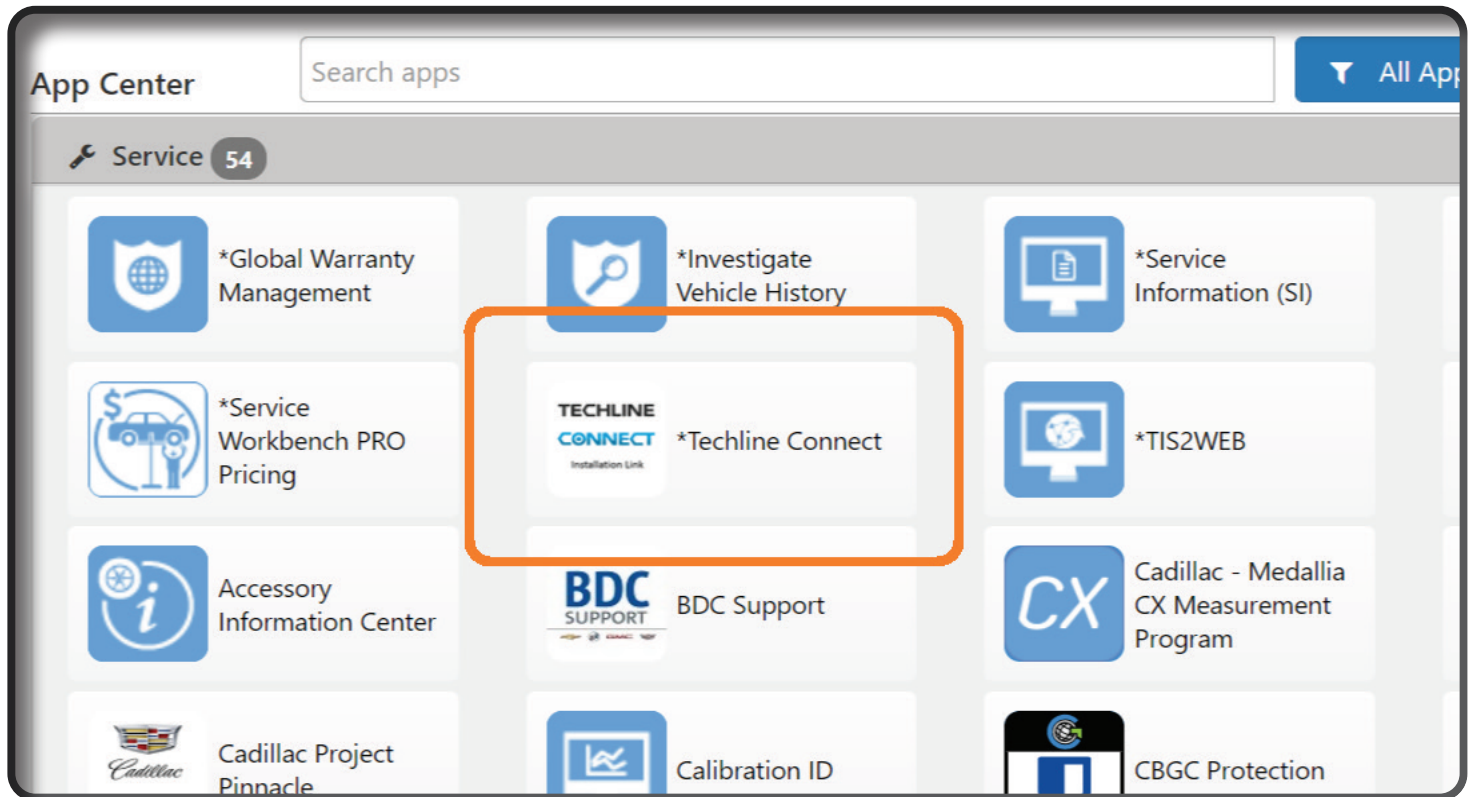 App Center
Search apps
All App
Service 54
*Global Warranty
Management
*Investigate
Vehicle History
*Service
Information (SI)
*Service
Workbench PRO
Pricing
TECHLINE
CONNECT
Installation Link
*Techline Connect
*TIS2WEB
Accessory
Information Center
BDC
SUPPORT
GMC
BDC Support
CX
Cadillac - Medallia
CX Measurement
Program
Cadillac
Cadillac Project
Pinnacle
Calibration ID
CBGC Protection